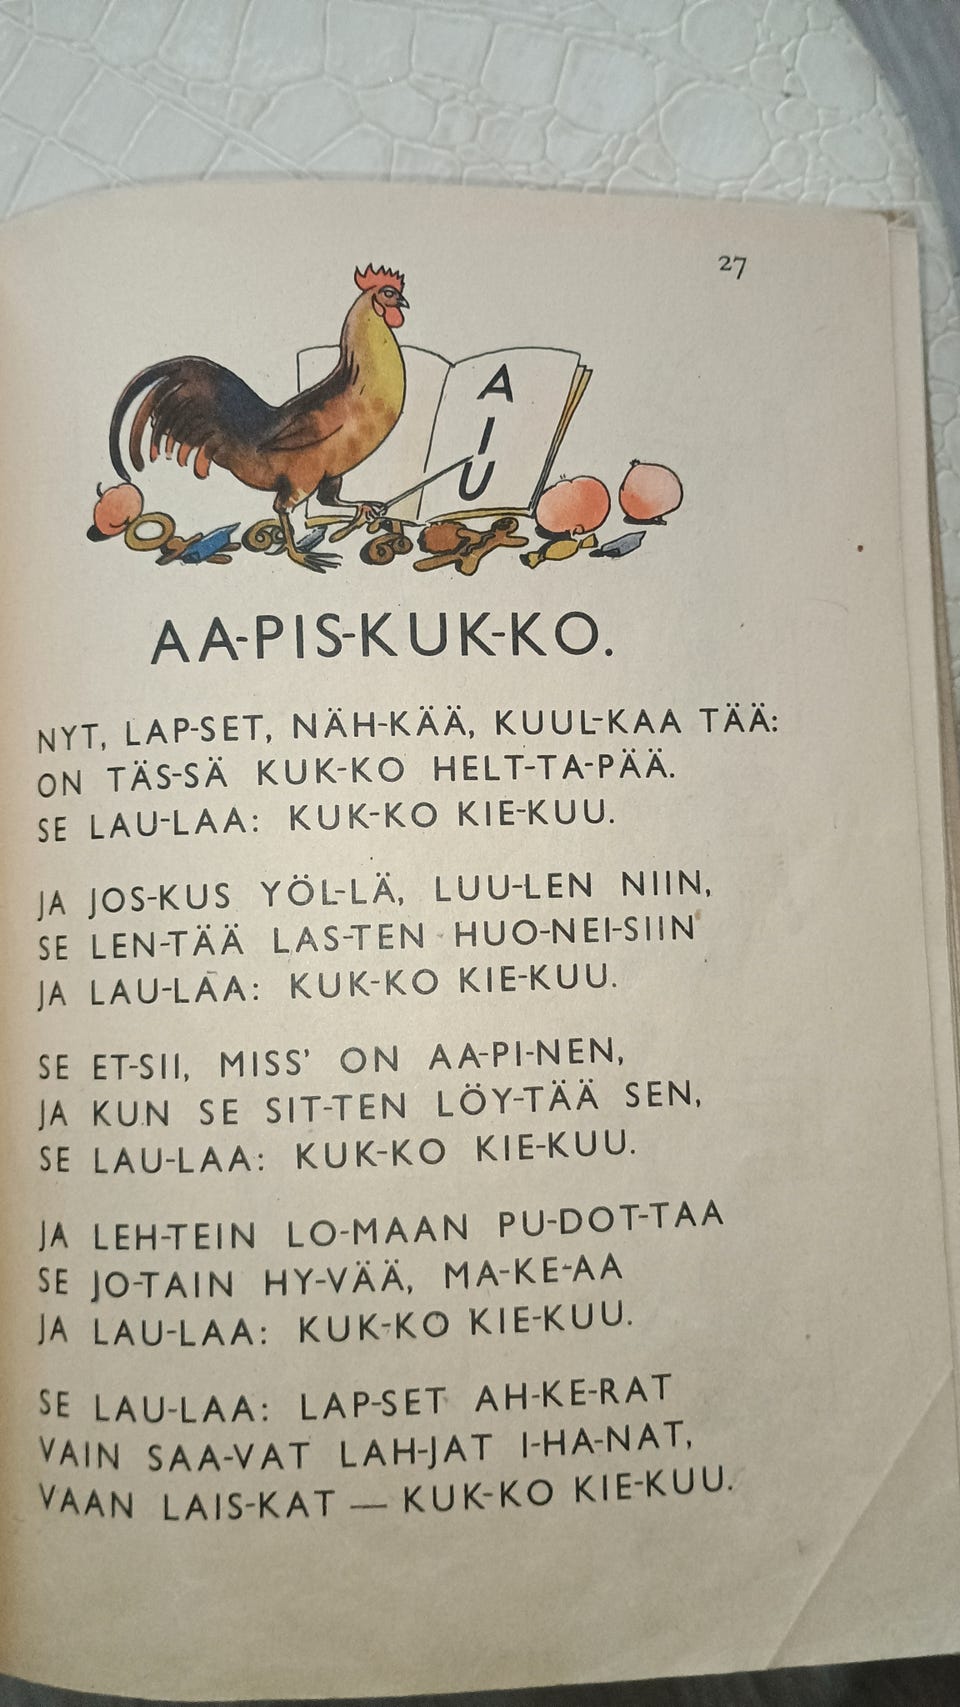 27
A
I
U
AA-PIS-KUK-KO.
NYT, LAP-SET, NÄH-KÄÄ, KUUL-KAA TÄÄ:
ON TÄS-SÄ KUK-KO HELT-TA-PÄÄ.
SE LAU-LAA: KUK-KO KIE-KUU.
JA JOS-KUS YÖL-LÄ, LUU-LEN NIIN,
SE LEN-TÄÄ LAS-TEN HUO-NEI-SIIN
JA LAU-LAA: KUK-KO KIE-KUU.
SE ET-SII, MISS' ON AA-PI-NEN,
JA KUN SE SIT-TEN LÖY-TÄÄ SEN,
SE LAU-LAA: KUK-KO KIE-KUU.
JA LEH-TEIN LO-MAAN PU-DOT-TAA
SE JO-TAIN HY-VÄÄ, MA-KE-AA
JA LAU-LAA: KUK-KO KIE-KUU.
SE LAU-LAA: LAP-SET AH-KE-RAT
VAIN SAA-VAT LAH-JAT I-HA-NAT,
VAAN LAIS-KAT — KUK-KO KIE-KUU.